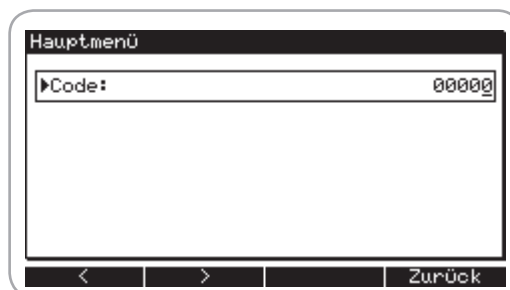 Hauptmenü
▶Code: 00000
< > Zurück